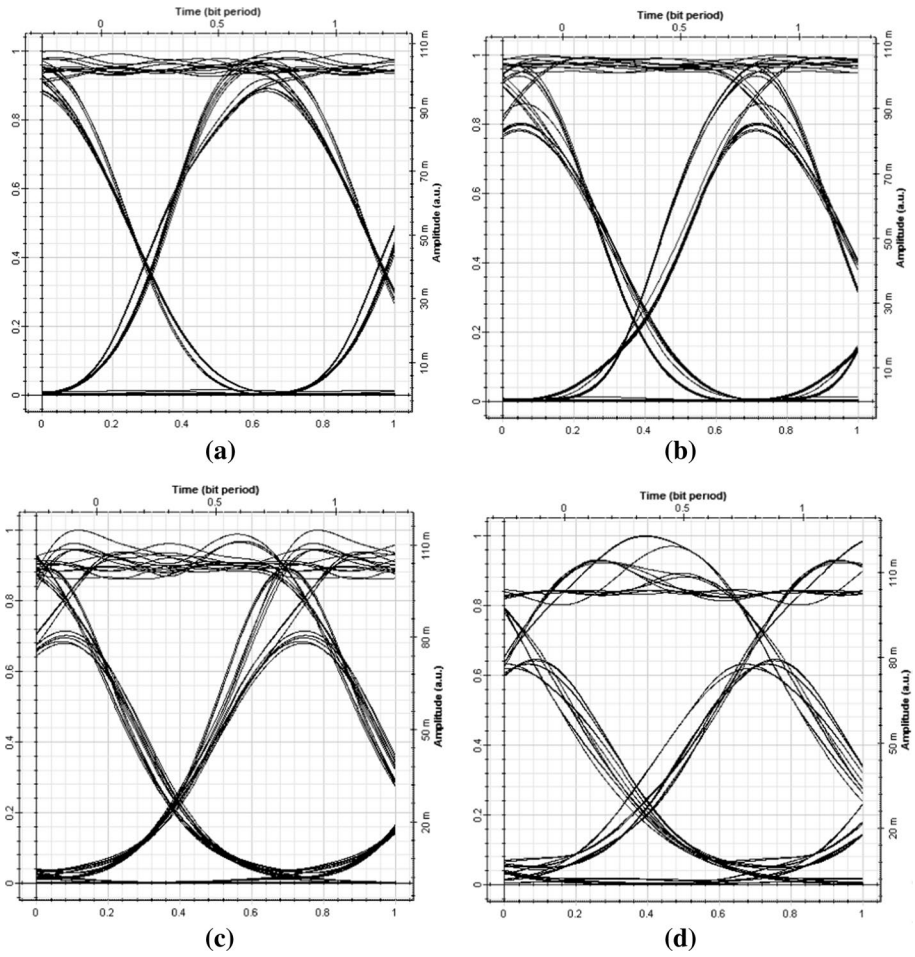 Time (bit period)
0 0.5 1
1
0.8
0.6
0.4
0.2
0
110 m
90 m
70 m
50 m
30 m
10 m
Amplitude (a.u.)
0 0.2 0.4 0.6 0.8 1
(a)
Time (bit period)
0 0.5 1
1
0.8
0.6
0.4
0.2
0
110 m
90 m
70 m
50 m
30 m
10 m
Amplitude (a.u.)
0 0.2 0.4 0.6 0.8 1
(b)
Time (bit period)
0 0.5 1
1
0.8
0.6
0.4
0.2
0
110 m
80 m
50 m
20 m
Amplitude (a.u.)
0 0.2 0.4 0.6 0.8 1
(c)
Time (bit period)
0 0.5 1
1
0.8
0.6
0.4
0.2
0
110 m
80 m
50 m
20 m
Amplitude (a.u.)
0 0.2 0.4 0.6 0.8 1
(d)